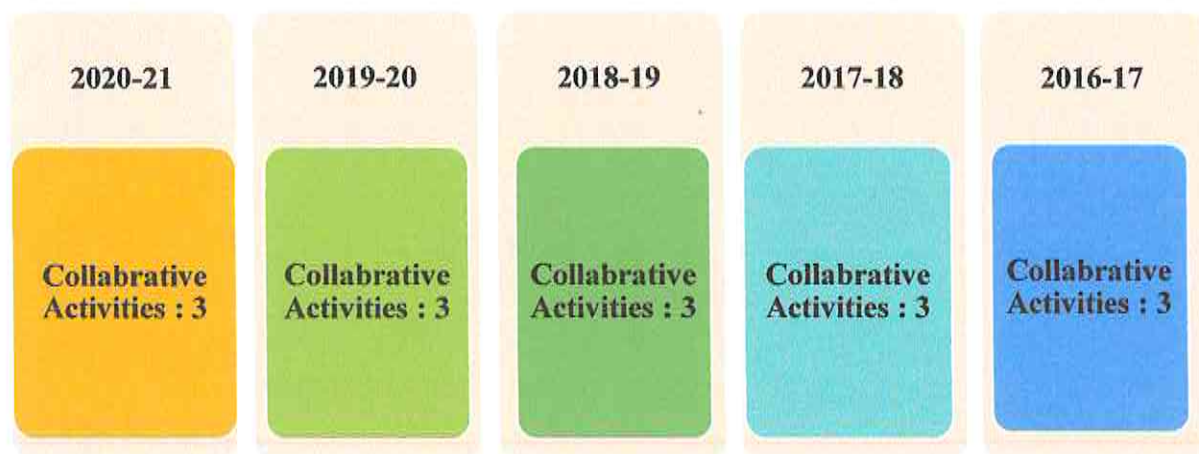 2020-21
Collabrative
Activities : 3
2019-20
Collabrative
Activities : 3
2018-19
Collabrative
Activities : 3
2017-18
Collabrative
Activities : 3
2016-17
Collabrative
Activities : 3